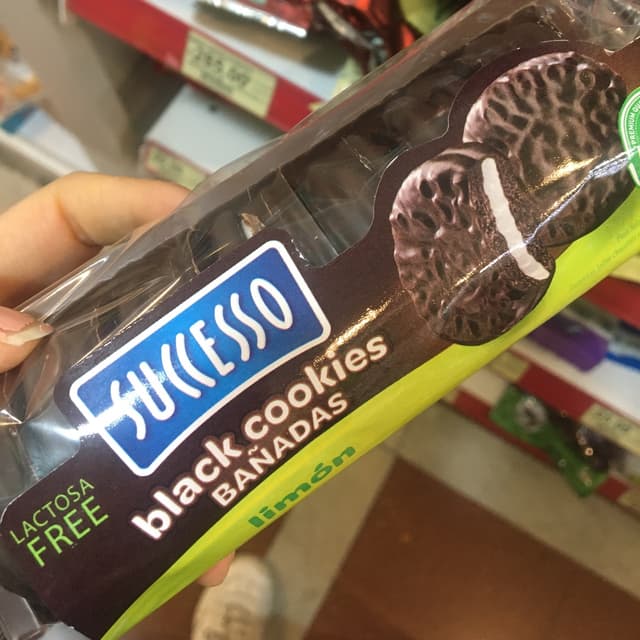 SUCCESSO
black cookies
BAÑADAS
limón
LACTOSA
FREE